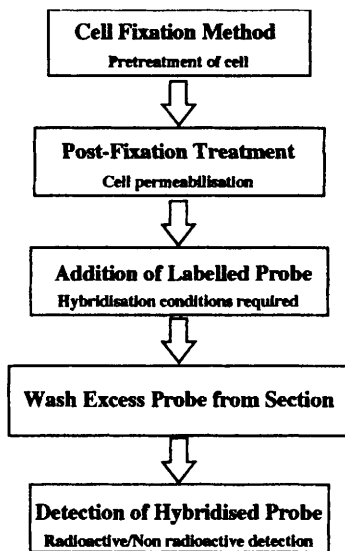 Cell Fixation Method
Pretreatment of cell
Post-Fixation Treatment
Cell permeabilisation
Addition of Labelled Probe
Hybridisation conditions required
Wash Excess Probe from Section
Detection of Hybridised Probe
Radioactive/Non radioactive detection